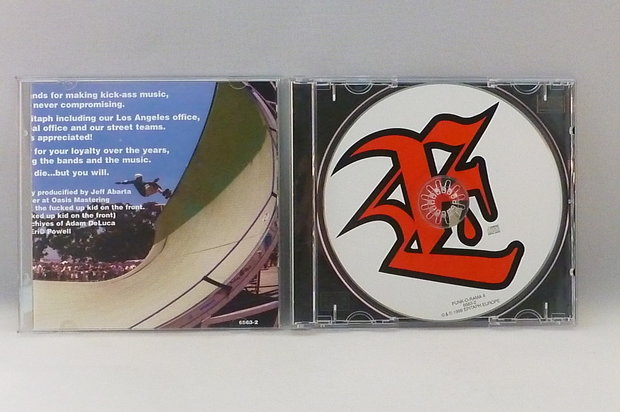 nds for making kick-ass music,
never compromising.
itaph including our Los Angeles office,
al office and our street teams.
s appreciated!
for your loyalty over the years,
g the bands and the music.
die...but you will.
y producified by Jeff Abarta
er at Oasis Mastering
the fucked up kid on the front.
ked up kid on the front)
chives of Adam DeLuca
Eric Powell
6563-2
E
PUNK-O-RAMA 4
6563-2
© & ℗ 1999 EPITAPH EUROPE